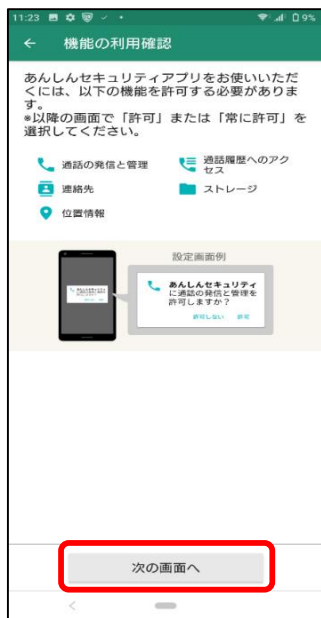 11:23
9%
← 機能の利用確認
あんしんセキュリティアプリをお使いいただ
くには、以下の機能を許可する必要がありま
す。
※以降の画面で「許可」または「常に許可」を
選択してください。
通話の発信と管理
通話履歴へのアク
セス
連絡先
ストレージ
位置情報
設定画面例
あんしんセキュリティ
に通話の発信と管理を
許可しますか？
許可しない 許可
次の画面へ